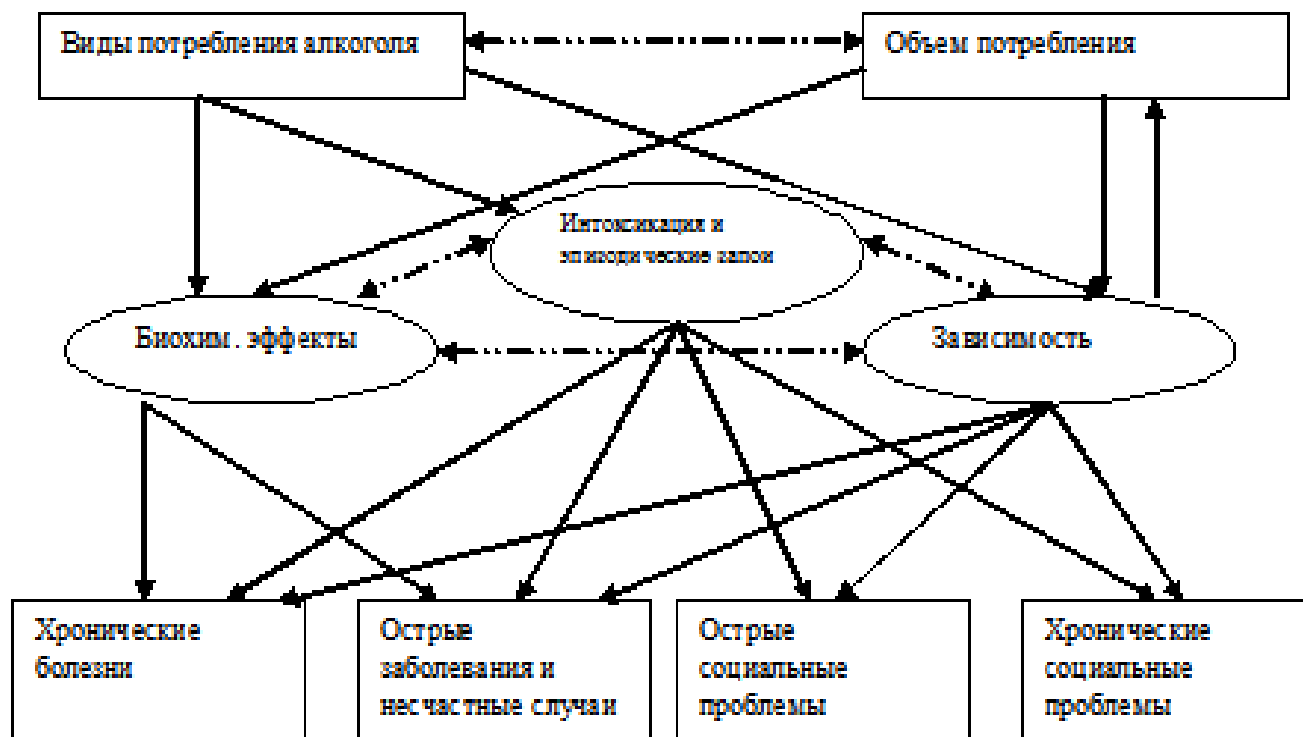 Виды потребления алкоголя
Объем потребления
Интоксикация и
эпизодические запои
Биохим. эффекты
Зависимость
Хронические
болезни
Острые
заболевания и
несчастные случаи
Острые
социальные
проблемы
Хронические
социальные
проблемы